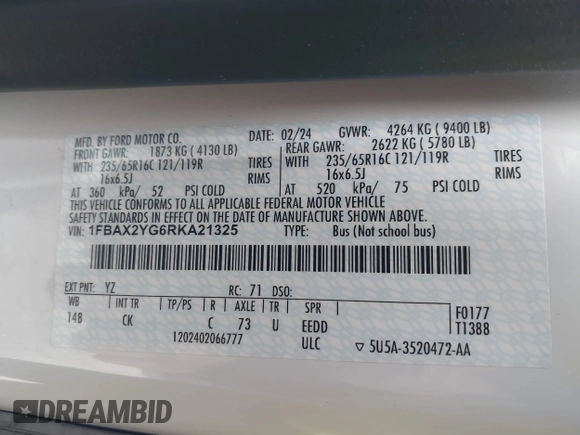 MFD. BY FORD MOTOR CO.
DATE: 02/24 GVWR: 4264 KG ( 9400 LB)
FRONT GAWR: 1873 KG ( 4130 LB) REAR GAWR: 2622 KG ( 5780 LB)
WITH 235/65R16C 121/119R TIRES WITH 235/65R16C 121/119R TIRES
16x6.5J RIMS 16x6.5J RIMS
AT 360 kPa/ 52 PSI COLD AT 520 kPa/ 75 PSI COLD
THIS VEHICLE CONFORMS TO ALL APPLICABLE FEDERAL MOTOR VEHICLE
SAFETY STANDARDS IN EFFECT ON THE DATE OF MANUFACTURE SHOWN ABOVE.
VIN: 1FBAX2YG6RKA21325 TYPE: Bus (Not school bus)
EXT PNT: YZ RC: 71 DSO:
WB INT TR TP/PS R AXLE TR SPR F0177
148 CK C 73 U EEDD T1388
1202402066777 ULC ▽ 5U5A-3520472-AA
DREAMBID